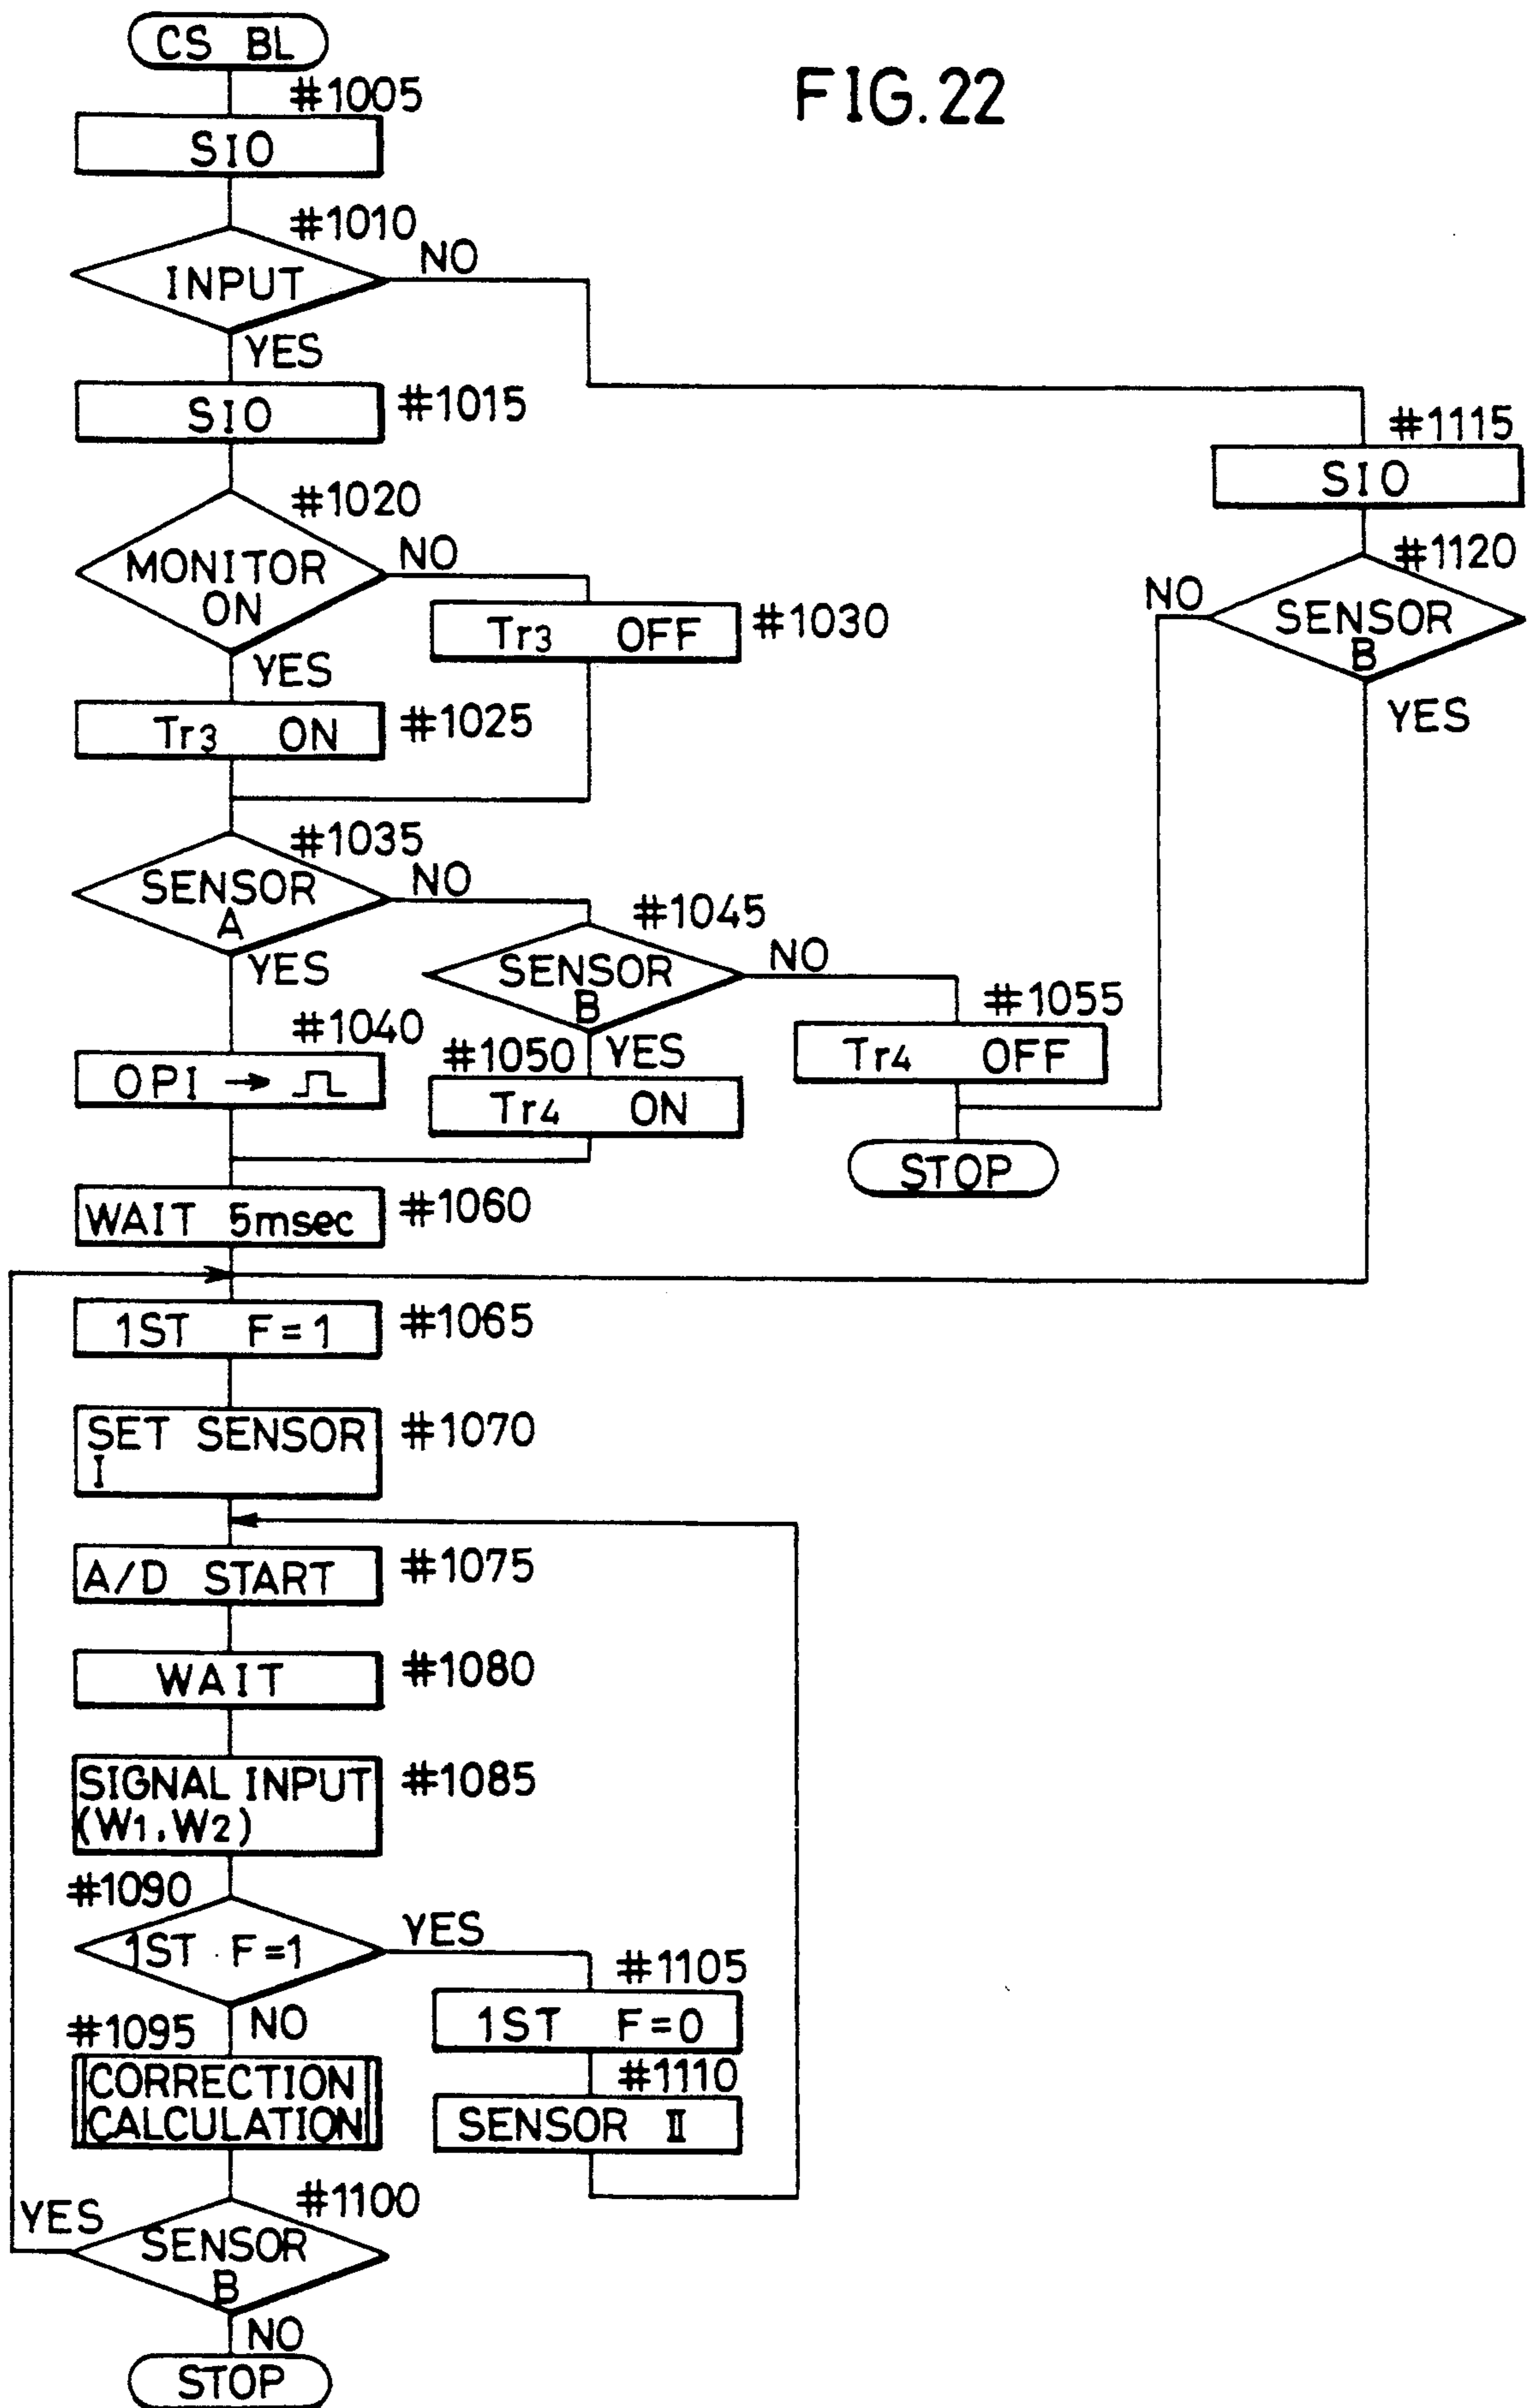 CS BL
FIG.22
#1005
SIO
#1010
INPUT
NO
YES
SIO
#1015
#1115
SIO
#1020
MONITOR
ON
NO
YES
#1120
SENSOR
B
NO
YES
Tr3 OFF
#1030
Tr3 ON
#1025
#1035
SENSOR
A
NO
YES
#1045
SENSOR
B
NO
YES
#1055
Tr4 OFF
#1040
OPI →
#1050
Tr4 ON
STOP
WAIT 5msec
#1060
1ST F=1
#1065
SET SENSOR
I
#1070
A/D START
#1075
WAIT
#1080
SIGNAL INPUT
(W1,W2)
#1085
#1090
1ST F=1
YES
NO
#1105
1ST F=0
#1095
CORRECTION
CALCULATION
#1110
SENSOR II
#1100
SENSOR
B
YES
NO
STOP